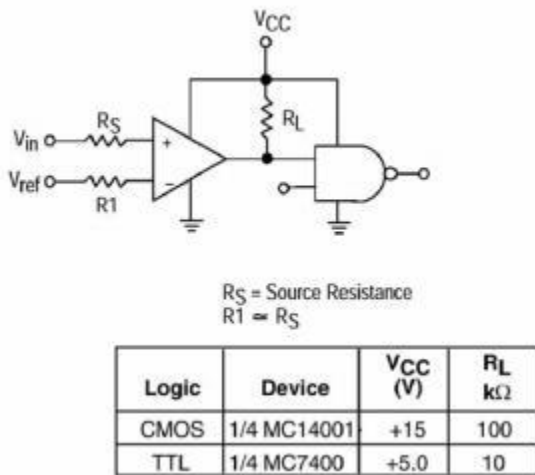 VCC
RS
Vin
+
RL
Vref
−
R1
RS = Source Resistance
R1 ≃ RS
Logic Device VCC (V) RL kΩ
CMOS 1/4 MC14001 +15 100
TTL 1/4 MC7400 +5.0 10